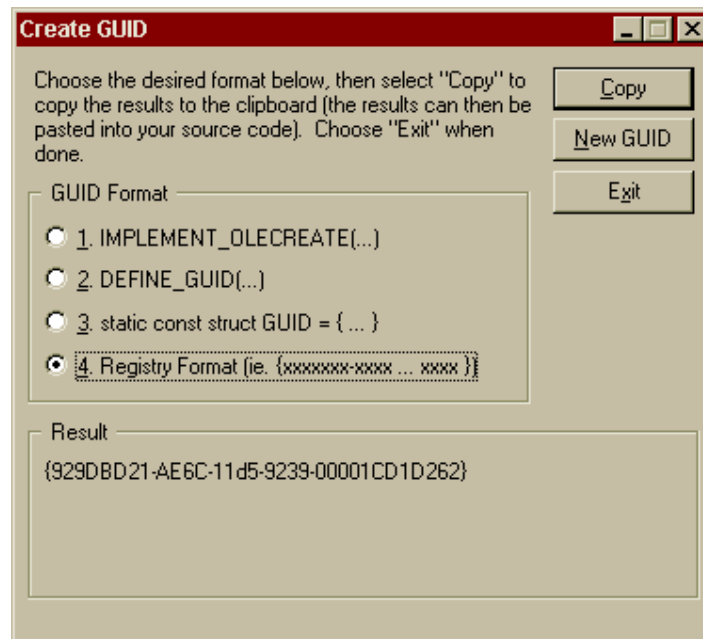 Create GUID
Choose the desired format below, then select "Copy" to
copy the results to the clipboard (the results can then be
pasted into your source code).  Choose "Exit" when
done.
Copy
New GUID
Exit
GUID Format
1. IMPLEMENT_OLECREATE(...)
2. DEFINE_GUID(...)
3. static const struct GUID = { ... }
4. Registry Format (ie. {xxxxxxx-xxxx ... xxxx })
Result
{929DBD21-AE6C-11d5-9239-00001CD1D262}